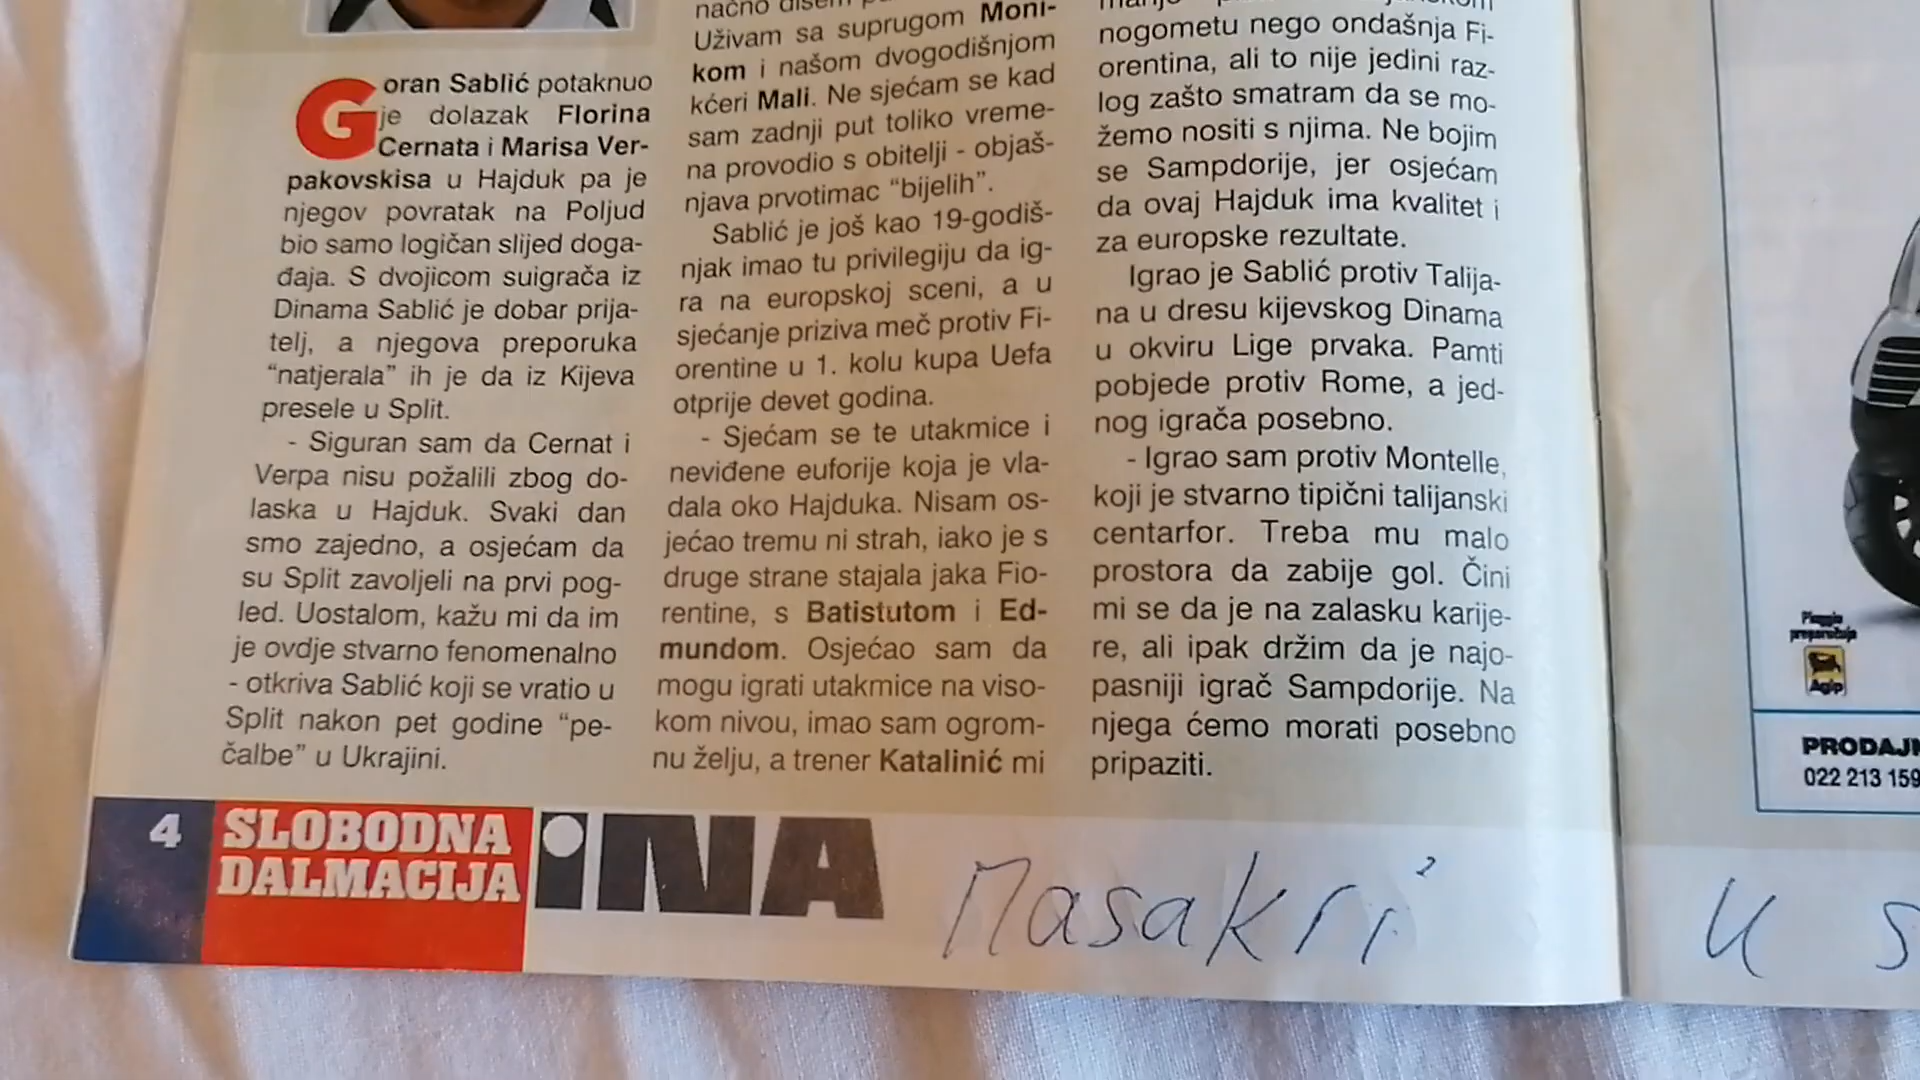 Goran Sablić potaknuo
je dolazak Florina
Cernata i Marisa Ver-
pakovskisa u Hajduk pa je
njegov povratak na Poljud
bio samo logičan slijed doga-
đaja. S dvojicom suigrača iz
Dinama Sablić je dobar prija-
telj, a njegova preporuka
“natjerala” ih je da iz Kijeva
presele u Split.
- Siguran sam da Cernat i
Verpa nisu požalili zbog do-
laska u Hajduk. Svaki dan
smo zajedno, a osjećam da
su Split zavoljeli na prvi pog-
led. Uostalom, kažu mi da im
je ovdje stvarno fenomenalno
- otkriva Sablić koji se vratio u
Split nakon pet godine “pe-
čalbe” u Ukrajini.
načno dišem
Uživam sa suprugom Moni-
kom i našom dvogodišnjom
kćeri Mali. Ne sjećam se kad
sam zadnji put toliko vreme-
na provodio s obitelji - objaš-
njava prvotimac “bijelih”.
Sablić je još kao 19-godiš-
njak imao tu privilegiju da ig-
ra na europskoj sceni, a u
sjećanje priziva meč protiv Fi-
orentine u 1. kolu kupa Uefa
otprije devet godina.
- Sjećam se te utakmice i
neviđene euforije koja je vla-
dala oko Hajduka. Nisam os-
jećao tremu ni strah, iako je s
druge strane stajala jaka Fio-
rentine, s Batistutom i Ed-
mundom. Osjećao sam da
mogu igrati utakmice na viso-
kom nivou, imao sam ogrom-
nu želju, a trener Katalinić mi
nogometu nego ondašnja Fi-
orentina, ali to nije jedini raz-
log zašto smatram da se mo-
žemo nositi s njima. Ne bojim
se Sampdorije, jer osjećam
da ovaj Hajduk ima kvalitet i
za europske rezultate.
Igrao je Sablić protiv Talija-
na u dresu kijevskog Dinama
u okviru Lige prvaka. Pamti
pobjede protiv Rome, a jed-
nog igrača posebno.
- Igrao sam protiv Montelle,
koji je stvarno tipični talijanski
centarfor. Treba mu malo
prostora da zabije gol. Čini
mi se da je na zalasku karije-
re, ali ipak držim da je najo-
pasniji igrač Sampdorije. Na
njega ćemo morati posebno
pripaziti.
4 SLOBODNA
DALMACIJA
iNA
Masakri u s
Piaggio
preporučuje
Agip
PRODAJN
022 213 159